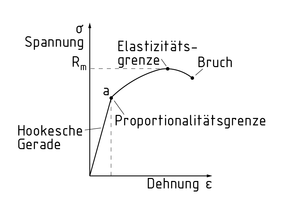 σ
Spannung
Elastizitäts-
grenze
Bruch
Rm
a
Proportionalitätsgrenze
Hookesche
Gerade
Dehnung ε